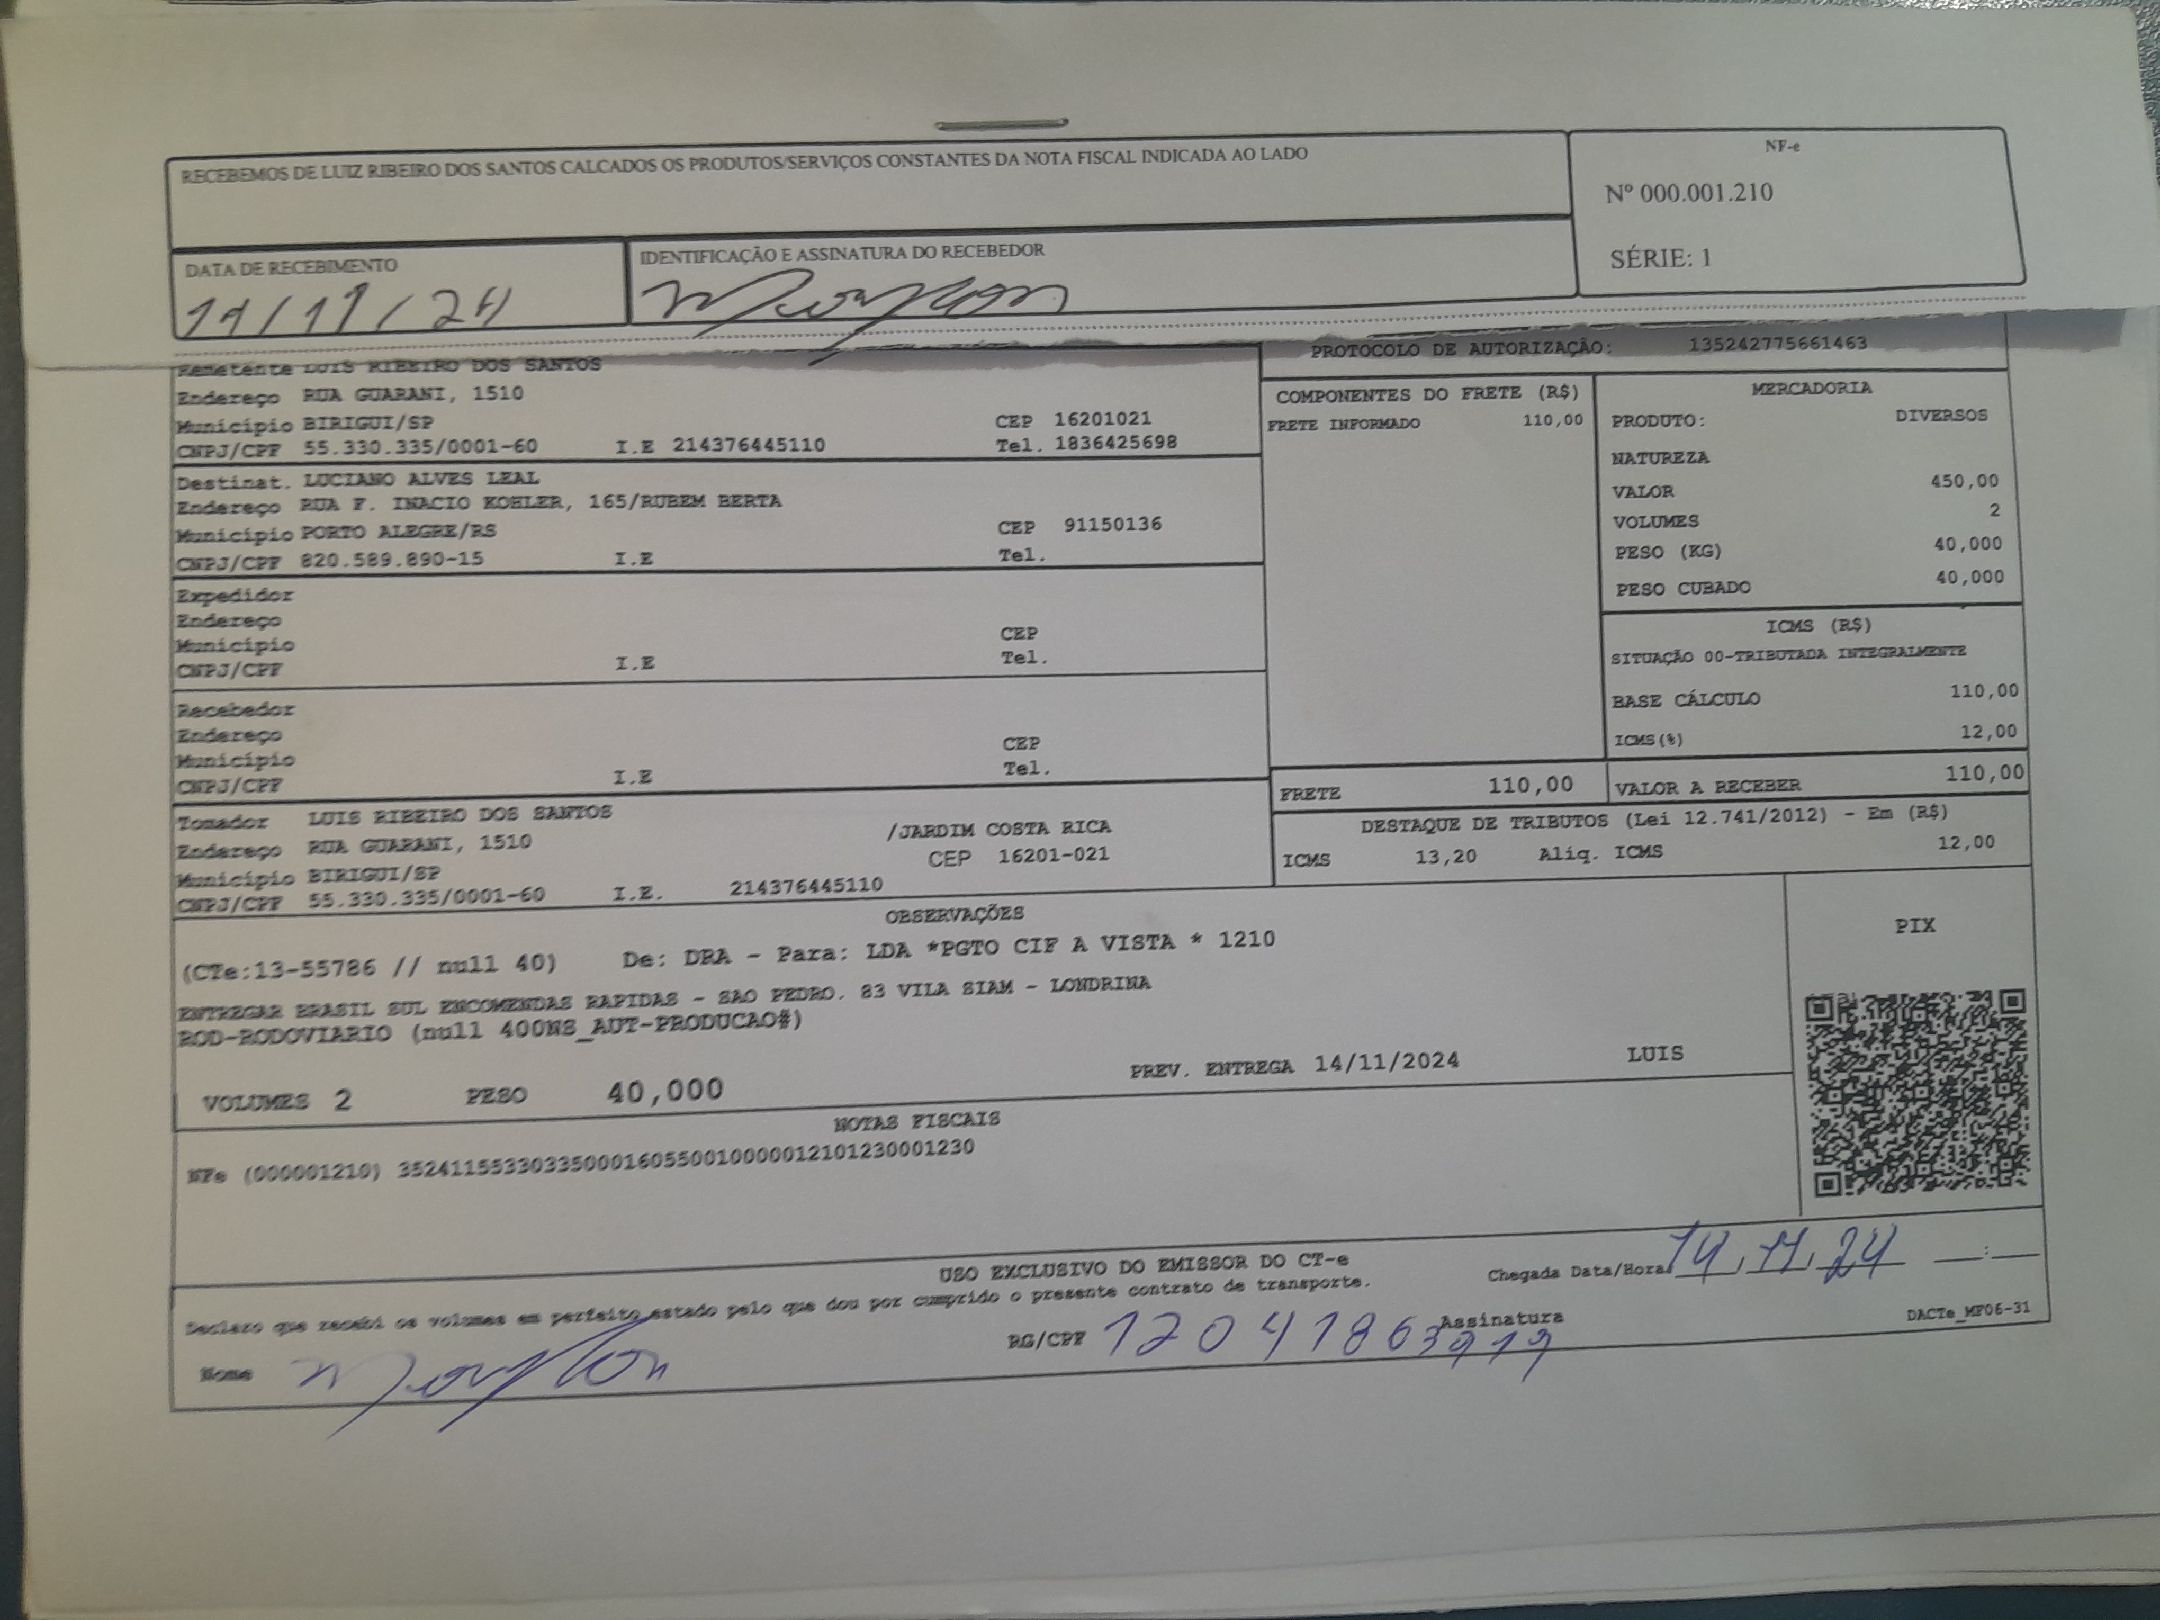 RECEBEMOS DE LUIZ RIBEIRO DOS SANTOS CALCADOS OS PRODUTOS/SERVIÇOS CONSTANTES DA NOTA FISCAL INDICADA AO LADO
NF-e
Nº 000.001.210
SÉRIE: 1
DATA DE RECEBIMENTO
14/11/24
IDENTIFICAÇÃO E ASSINATURA DO RECEBEDOR
Remetente LUIS RIBEIRO DOS SANTOS
Endereço RUA GUARANI, 1510
Município BIRIGUI/SP CEP 16201021
CNPJ/CPF 55.330.335/0001-60 I.E 214376445110 Tel. 1836425698
Destinat. LUCIANO ALVES LEAL
Endereço RUA F. INACIO KOHLER, 165/RUBEM BERTA
Município PORTO ALEGRE/RS CEP 91150136
CNPJ/CPF 820.589.890-15 I.E Tel.
Expedidor
Endereço
Município CEP
CNPJ/CPF I.E Tel.
Recebedor
Endereço
Município CEP
CNPJ/CPF I.E Tel.
Tomador LUIS RIBEIRO DOS SANTOS
Endereço RUA GUARANI, 1510 /JARDIM COSTA RICA
Município BIRIGUI/SP CEP 16201-021
CNPJ/CPF 55.330.335/0001-60 I.E. 214376445110
PROTOCOLO DE AUTORIZAÇÃO: 135242775661463
COMPONENTES DO FRETE (R$)
FRETE INFORMADO 110,00
MERCADORIA
PRODUTO: DIVERSOS
NATUREZA
VALOR 450,00
VOLUMES 2
PESO (KG) 40,000
PESO CUBADO 40,000
ICMS (R$)
SITUAÇÃO 00-TRIBUTADA INTEGRALMENTE
BASE CÁLCULO 110,00
ICMS(%) 12,00
FRETE 110,00 VALOR A RECEBER 110,00
DESTAQUE DE TRIBUTOS (Lei 12.741/2012) - Em (R$)
ICMS 13,20 Aliq. ICMS 12,00
OBSERVAÇÕES
(CTe:13-55786 // null 40) De: DRA - Para: LDA *PGTO CIF A VISTA * 1210
ENTREGAR BRASIL SUL ENCOMENDAS RAPIDAS - SAO PEDRO. 83 VILA SIAM - LONDRINA
ROD-RODOVIARIO (null 400NS_AUT-PRODUCAO#)
PREV. ENTREGA 14/11/2024 LUIS
VOLUMES 2 PESO 40,000
PIX
NOTAS FISCAIS
NFe (000001210) 35241155330335000160550010000012101230001230
USO EXCLUSIVO DO EMISSOR DO CT-e
Declaro que recebi os volumes em perfeito estado pelo que dou por cumprido o presente contrato de transporte.
Chegada Data/Hora 14.11.24 __:__
Nome
RG/CPF 12041863919 Assinatura
DACTe_MF06-31